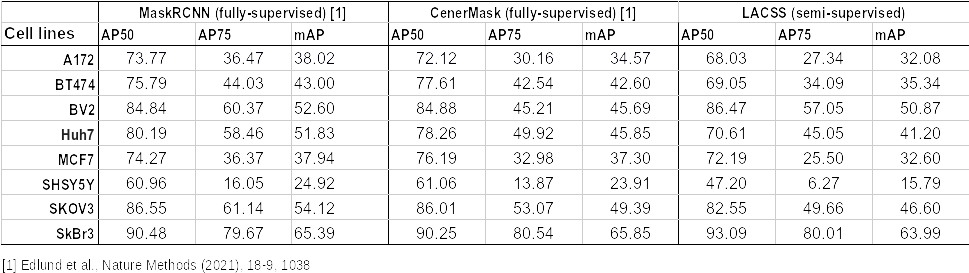 MaskRCNN (fully-supervised) [1] CenerMask (fully-supervised) [1] LACSS (semi-supervised)
Cell lines AP50 AP75 mAP AP50 AP75 mAP AP50 AP75 mAP
A172 73.77 36.47 38.02 72.12 30.16 34.57 68.03 27.34 32.08
BT474 75.79 44.03 43.00 77.61 42.54 42.60 69.05 34.09 35.34
BV2 84.84 60.37 52.60 84.88 45.21 45.69 86.47 57.05 50.87
Huh7 80.19 58.46 51.83 78.26 49.92 45.85 70.61 45.05 41.20
MCF7 74.27 36.37 37.94 76.19 32.98 37.30 72.19 25.50 32.60
SHSY5Y 60.96 16.05 24.92 61.06 13.87 23.91 47.20 6.27 15.79
SKOV3 86.55 61.14 54.12 86.01 53.07 49.39 82.55 49.66 46.60
SkBr3 90.48 79.67 65.39 90.25 80.54 65.85 93.09 80.01 63.99
[1] Edlund et al., Nature Methods (2021), 18-9, 1038